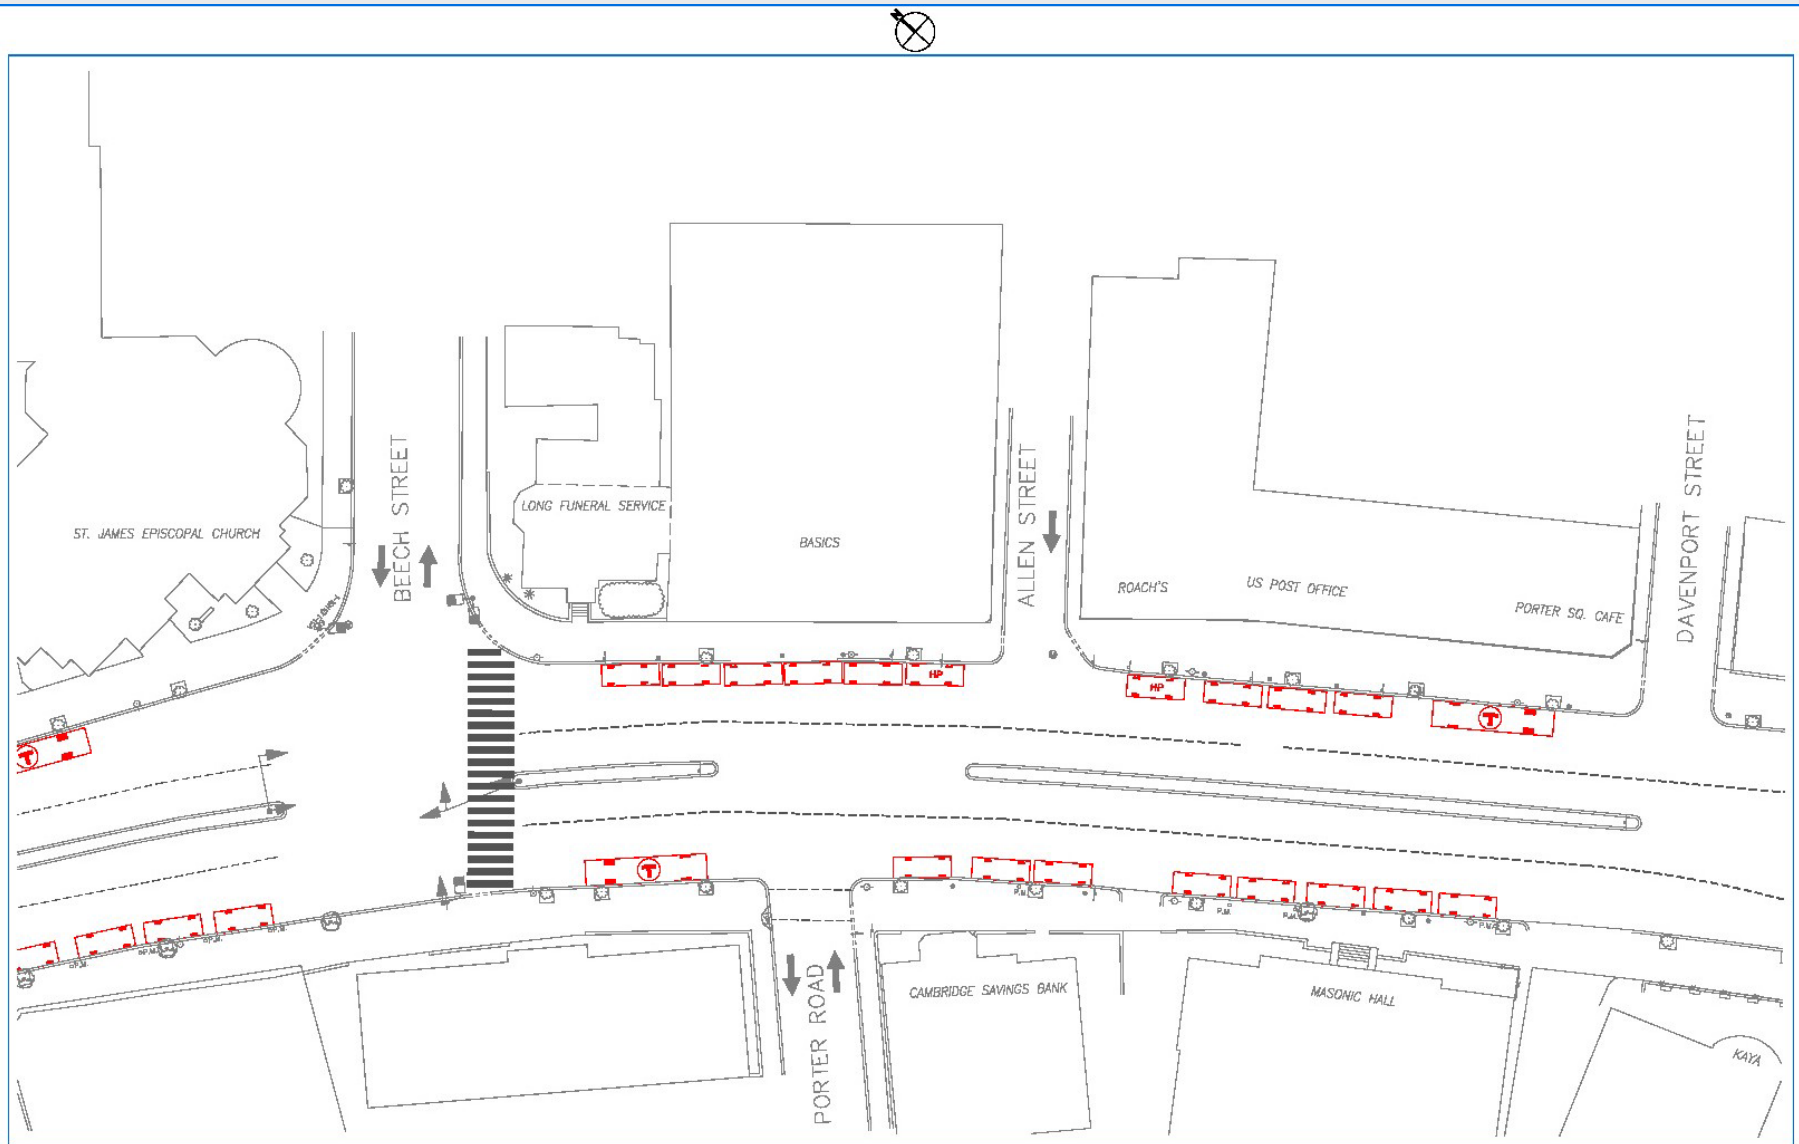 N
BEECH STREET
LONG FUNERAL SERVICE
ST. JAMES EPISCOPAL CHURCH
BASICS
ALLEN STREET
ROACH'S
US POST OFFICE
PORTER SQ. CAFE
DAVENPORT STREET
HP
HP
T
T
T
P.M.
P.M.
P.M.
P.M.
P.M.
P.M.
P.M.
P.M.
PORTER ROAD
CAMBRIDGE SAVINGS BANK
MASONIC HALL
KAYA